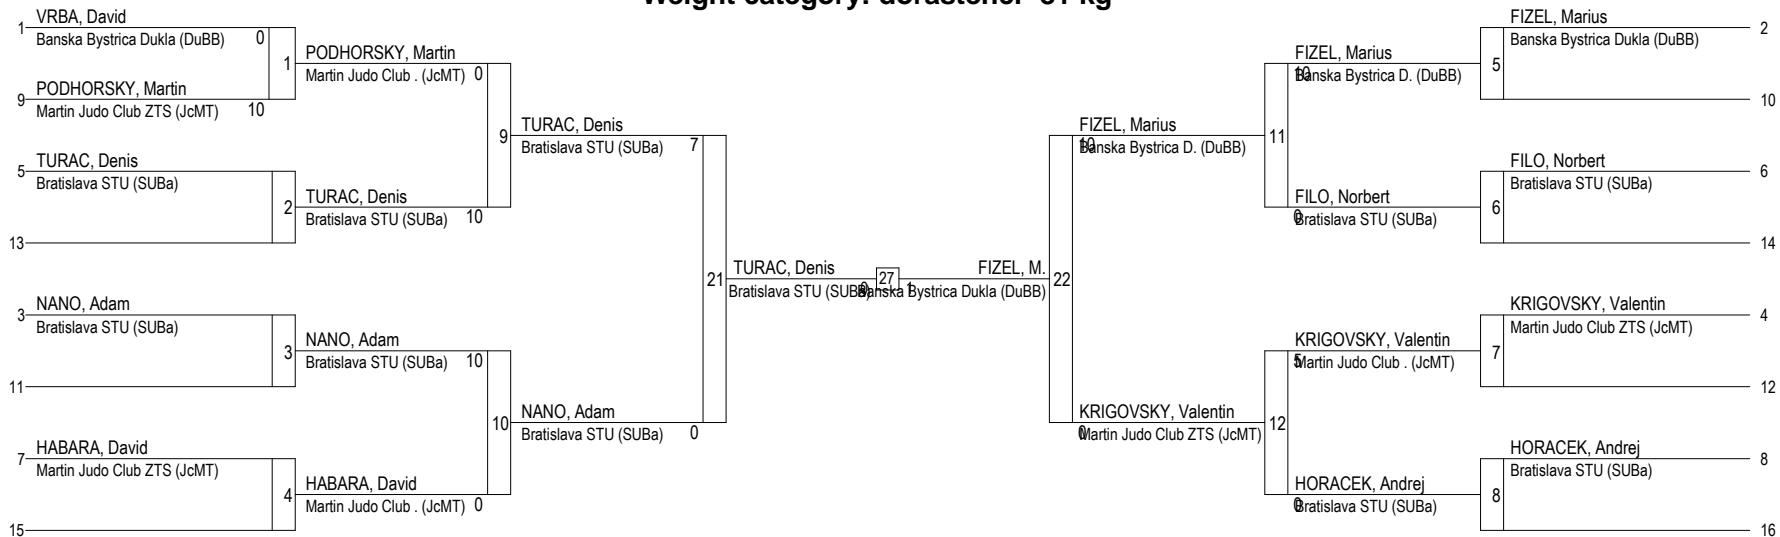 Weight category: dorastenci -81 kg
1
VRBA, David
Banska Bystrica Dukla (DuBB) 0
1
9
PODHORSKY, Martin
Martin Judo Club ZTS (JcMT) 10
PODHORSKY, Martin
Martin Judo Club . (JcMT) 0
9
5
TURAC, Denis
Bratislava STU (SUBa)
2
13
TURAC, Denis
Bratislava STU (SUBa) 10
TURAC, Denis
Bratislava STU (SUBa) 7
21
3
NANO, Adam
Bratislava STU (SUBa)
3
11
NANO, Adam
Bratislava STU (SUBa) 10
10
7
HABARA, David
Martin Judo Club ZTS (JcMT)
4
15
HABARA, David
Martin Judo Club . (JcMT) 0
NANO, Adam
Bratislava STU (SUBa) 0
TURAC, Denis
Bratislava STU (SUBa) 0
27
FIZEL, M.
Banska Bystrica Dukla (DuBB) 1
22
FIZEL, Marius
Banska Bystrica D. (DuBB) 10
11
FIZEL, Marius
Banska Bystrica D. (DuBB) 10
5
FIZEL, Marius
Banska Bystrica Dukla (DuBB)
2
10
FILO, Norbert
Bratislava STU (SUBa) 0
6
FILO, Norbert
Bratislava STU (SUBa)
6
14
KRIGOVSKY, Valentin
Martin Judo Club ZTS (JcMT) 0
12
KRIGOVSKY, Valentin
Martin Judo Club . (JcMT) 5
7
KRIGOVSKY, Valentin
Martin Judo Club ZTS (JcMT)
4
12
HORACEK, Andrej
Bratislava STU (SUBa) 0
8
HORACEK, Andrej
Bratislava STU (SUBa)
8
16